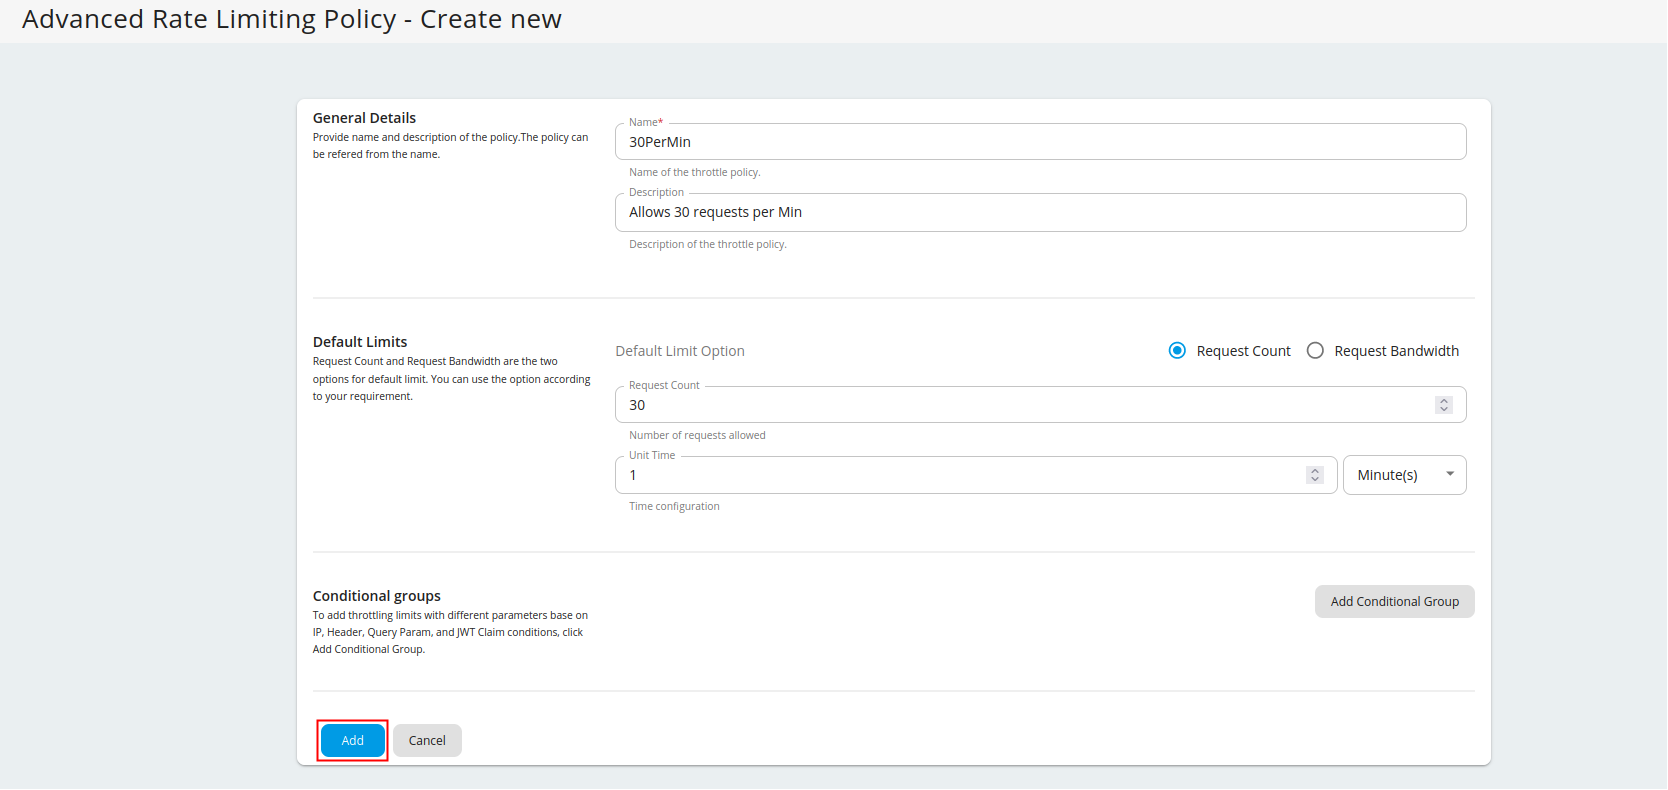 Advanced Rate Limiting Policy - Create new
General Details
Provide name and description of the policy.The policy can
be refered from the name.
Name*
30PerMin
Name of the throttle policy.
Description
Allows 30 requests per Min
Description of the throttle policy.
Default Limits
Request Count and Request Bandwidth are the two
options for default limit. You can use the option according
to your requirement.
Default Limit Option
Request Count
Request Bandwidth
Request Count
30
Number of requests allowed
Unit Time
1
Minute(s)
Time configuration
Conditional groups
To add throttling limits with different parameters base on
IP, Header, Query Param, and JWT Claim conditions, click
Add Conditional Group.
Add Conditional Group
Add
Cancel